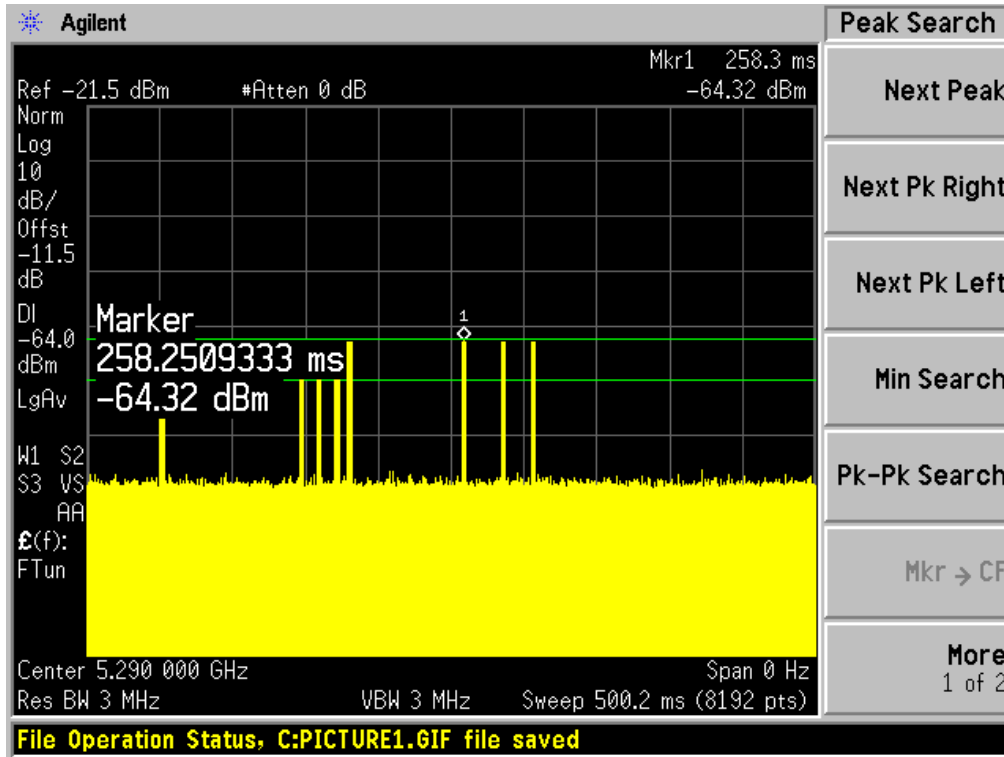 Agilent
Peak Search
Mkr1 258.3 ms
Ref -21.5 dBm #Atten 0 dB -64.32 dBm
Norm
Log
10
dB/
Offst
-11.5
dB
DI
-64.0
dBm
LgAv
1
Marker
258.2509333 ms
-64.32 dBm
W1 S2
S3 VS
AA
£(f):
FTun
Center 5.290 000 GHz Span 0 Hz
Res BW 3 MHz VBW 3 MHz Sweep 500.2 ms (8192 pts)
File Operation Status, C:PICTURE1.GIF file saved
Next Peak
Next Pk Right
Next Pk Left
Min Search
Pk-Pk Search
Mkr → CF
More
1 of 2